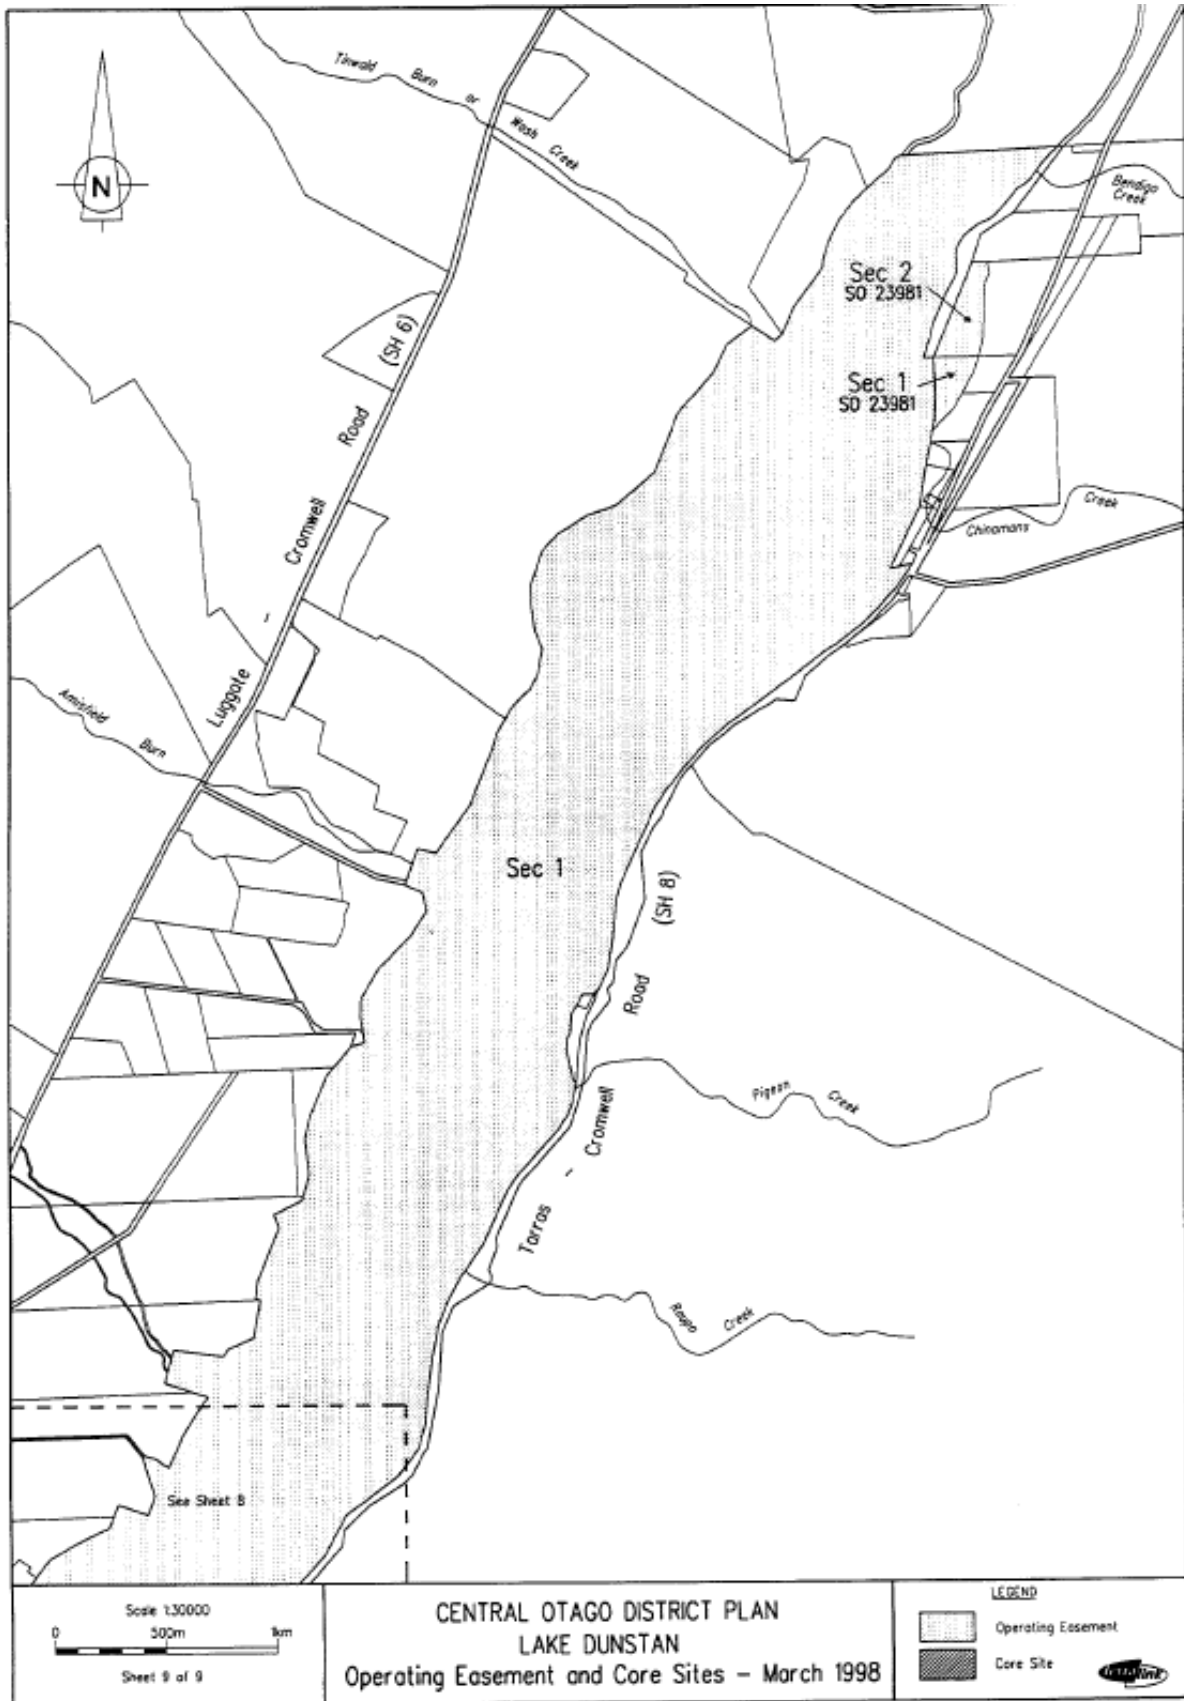 Tinwald Burn or Wash Creek
N
Bendigo
Creek
Sec 2
SO 23981
(SH 6)
Sec 1
SO 23981
Road
Cromwell
Chinamans Creek
-
Luggate
Amisfield Burn
Sec 1
(SH 8)
Road
Pigeon Creek
Cromwell
-
Tarras
Creek
See Sheet 8
Scale 1:30000
0 500m 1km
Sheet 9 of 9
CENTRAL OTAGO DISTRICT PLAN
LAKE DUNSTAN
Operating Easement and Core Sites - March 1998
LEGEND
Operating Easement
Core Site